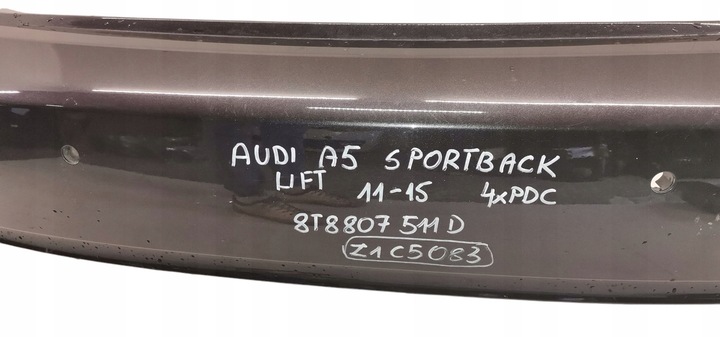 AUDI A5 SPORTBACK
LIFT 11-15 4xPDC
8T8807511D
Z1C5083